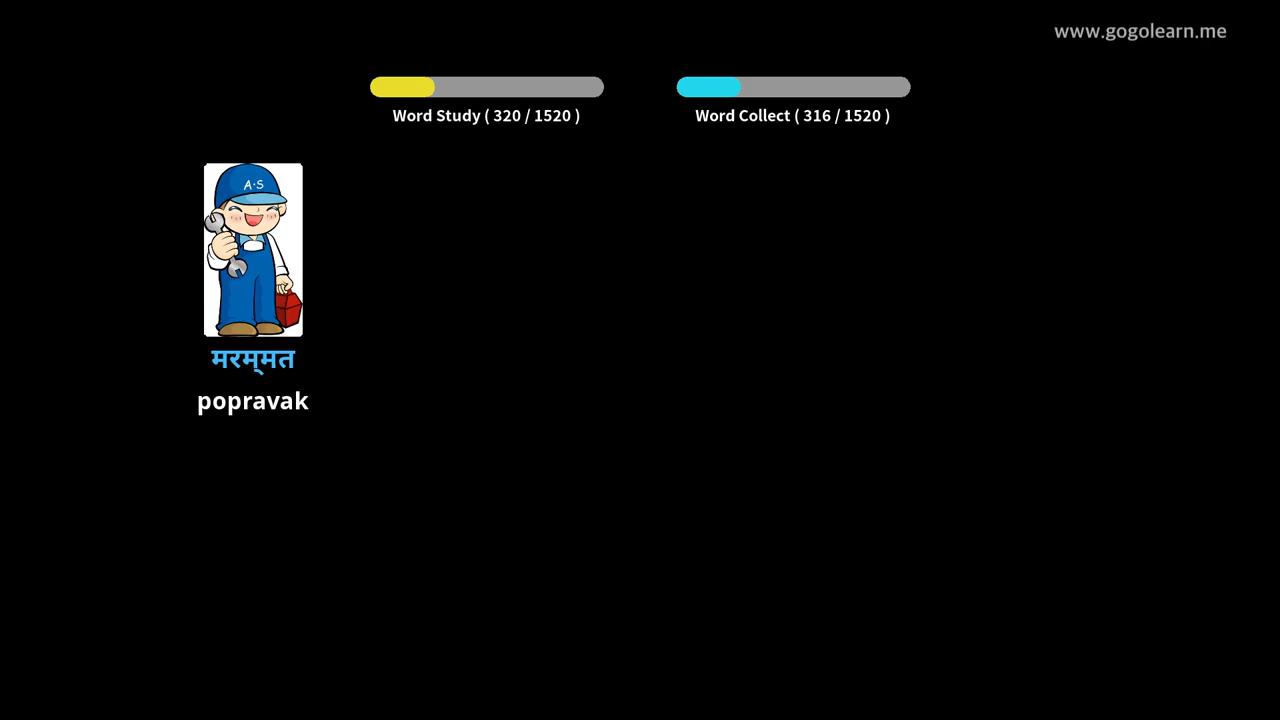 www.gogolearn.me
Word Study ( 320 / 1520 )
Word Collect ( 316 / 1520 )
A·S
मरम्मत
popravak